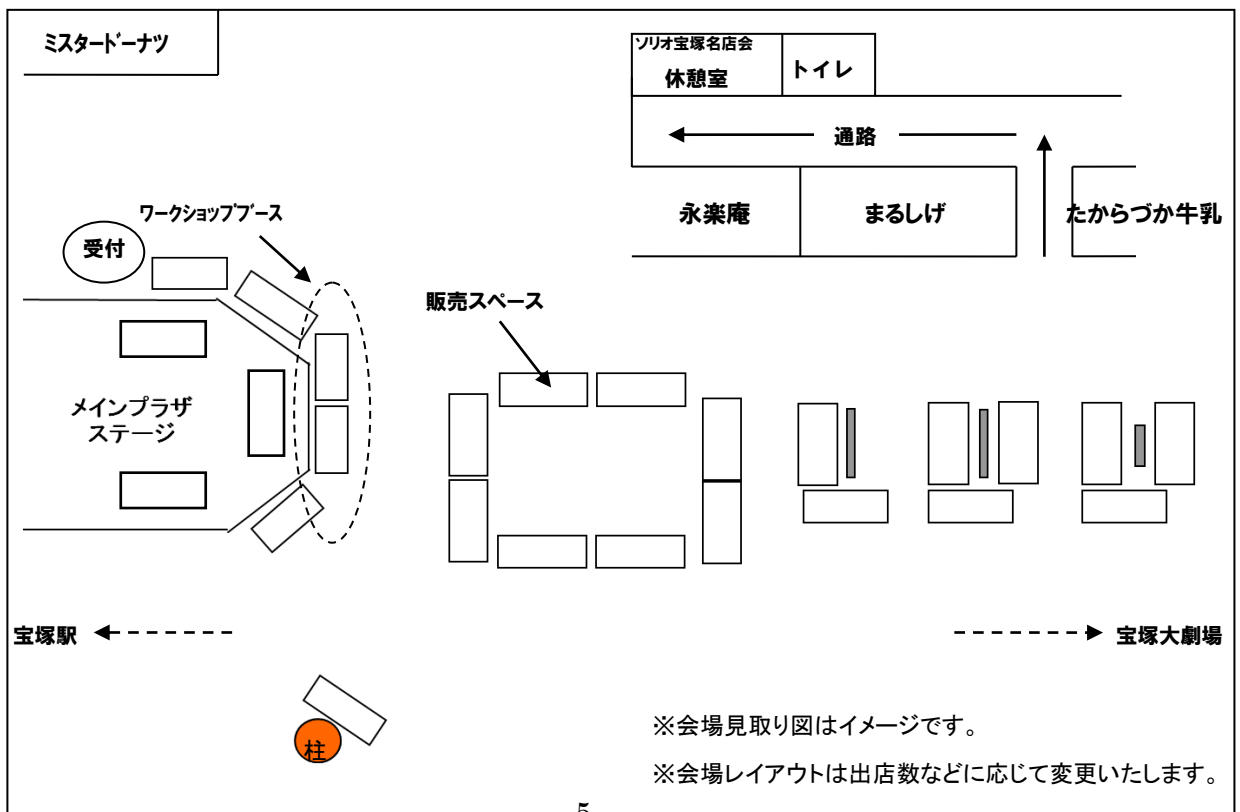 ミスタードーナツ
ソリオ宝塚名店会
休憩室
トイレ
通路
永楽庵
まるしげ
たからづか牛乳
ワークショップブース
受付
販売スペース
メインプラザ
ステージ
宝塚駅
宝塚大劇場
柱
※会場見取り図はイメージです。
※会場レイアウトは出店数などに応じて変更いたします。
5